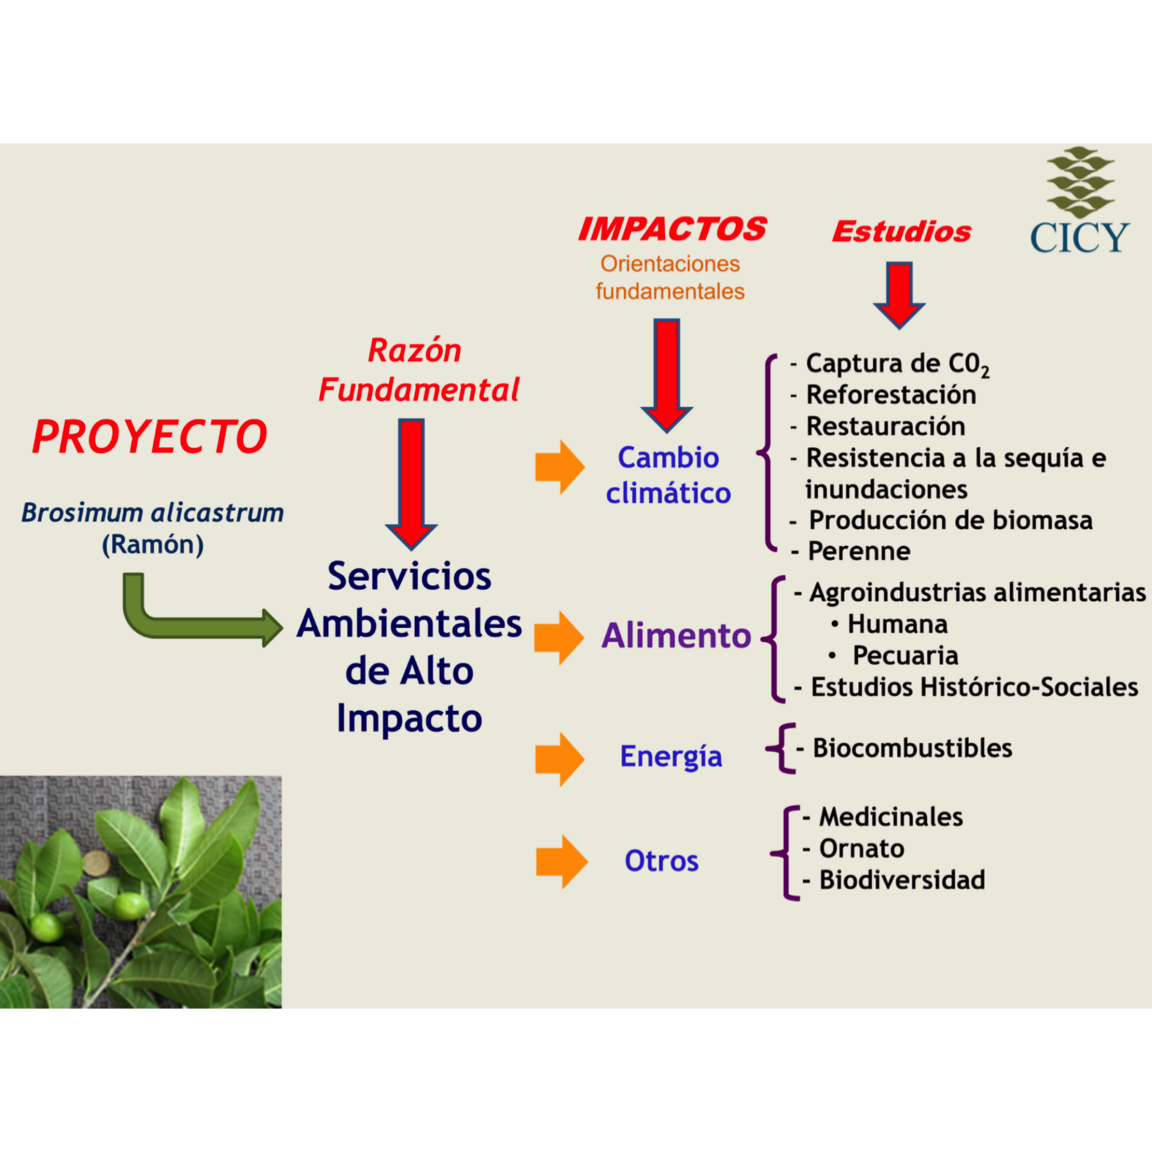 CICY
IMPACTOS
Orientaciones
fundamentales
Estudios
Razón
Fundamental
PROYECTO
Brosimum alicastrum
(Ramón)
Servicios
Ambientales
de Alto
Impacto
Cambio
climático
- Captura de C0₂
- Reforestación
- Restauración
- Resistencia a la sequía e
inundaciones
- Producción de biomasa
- Perenne
Alimento
- Agroindustrias alimentarias
• Humana
• Pecuaria
- Estudios Histórico-Sociales
Energía
- Biocombustibles
Otros
- Medicinales
- Ornato
- Biodiversidad